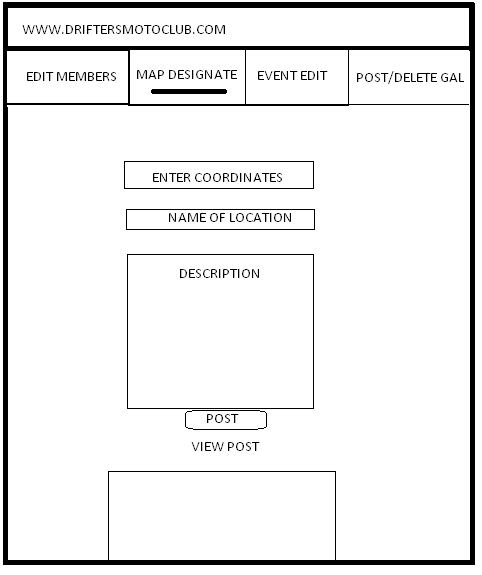 WWW.DRIFTERSMOTOCLUB.COM
EDIT MEMBERS
MAP DESIGNATE
EVENT EDIT
POST/DELETE GAL
ENTER COORDINATES
NAME OF LOCATION
DESCRIPTION
POST
VIEW POST